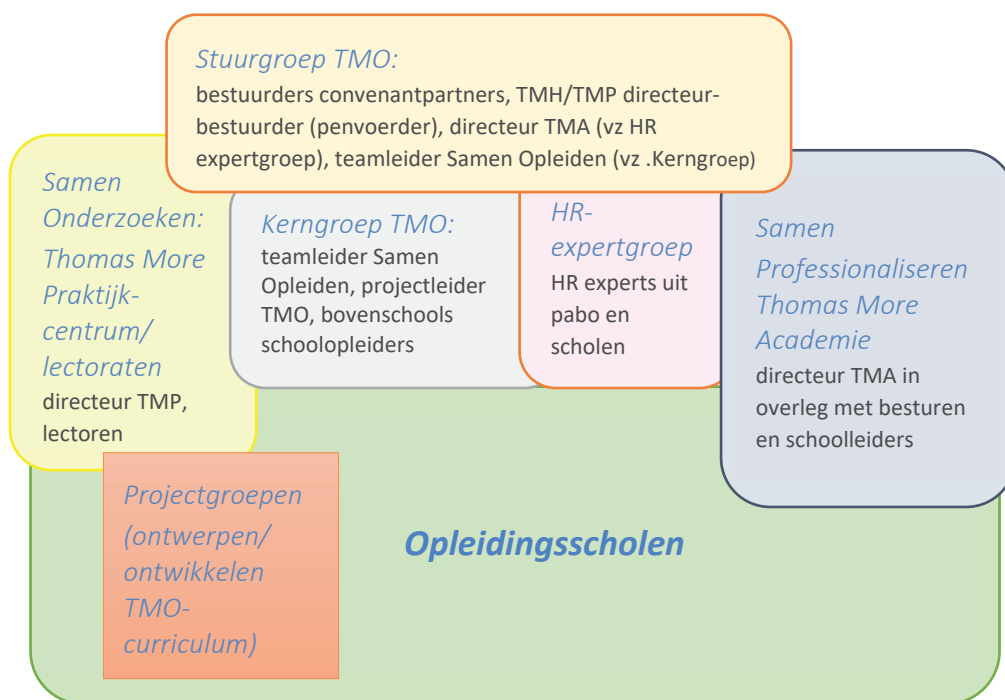 Stuurgroep TMO:
bestuurders convenantpartners, TMH/TMP directeur-
bestuurder (penvoerder), directeur TMA (vz HR
expertgroep), teamleider Samen Opleiden (vz .Kerngroep)
Samen
Onderzoeken:
Thomas More
Praktijk-
centrum/
lectoraten
directeur TMP,
lectoren
Kerngroep TMO:
teamleider Samen
Opleiden, projectleider
TMO, bovenschools
schoolopleiders
HR-
expertgroep
HR experts uit
pabo en
scholen
Samen
Professionaliseren
Thomas More
Academie
directeur TMA in
overleg met besturen
en schoolleiders
Projectgroepen
(ontwerpen/
ontwikkelen
TMO-
curriculum)
Opleidingsscholen